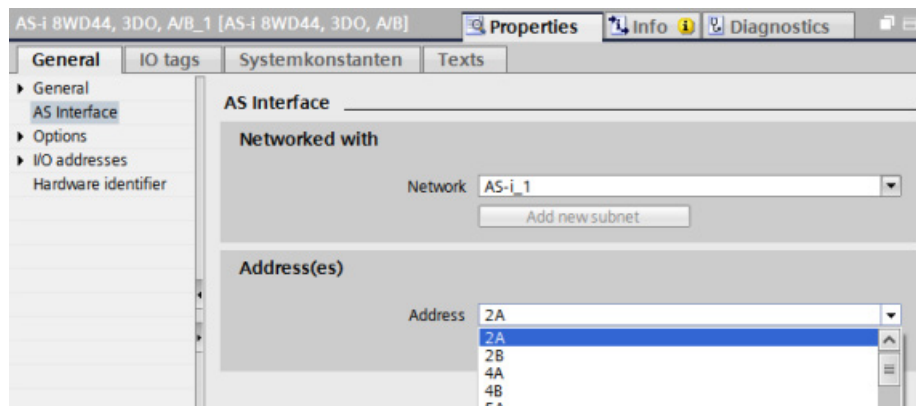 AS-i 8WD44, 3DO, A/B_1 [AS-i 8WD44, 3DO, A/B]
Properties
Info
Diagnostics
General
IO tags
Systemkonstanten
Texts
General
AS Interface
Options
I/O addresses
Hardware identifier
AS Interface
Networked with
Network AS-i_1
Add new subnet
Address(es)
Address 2A
2A
2B
4A
4B
5A